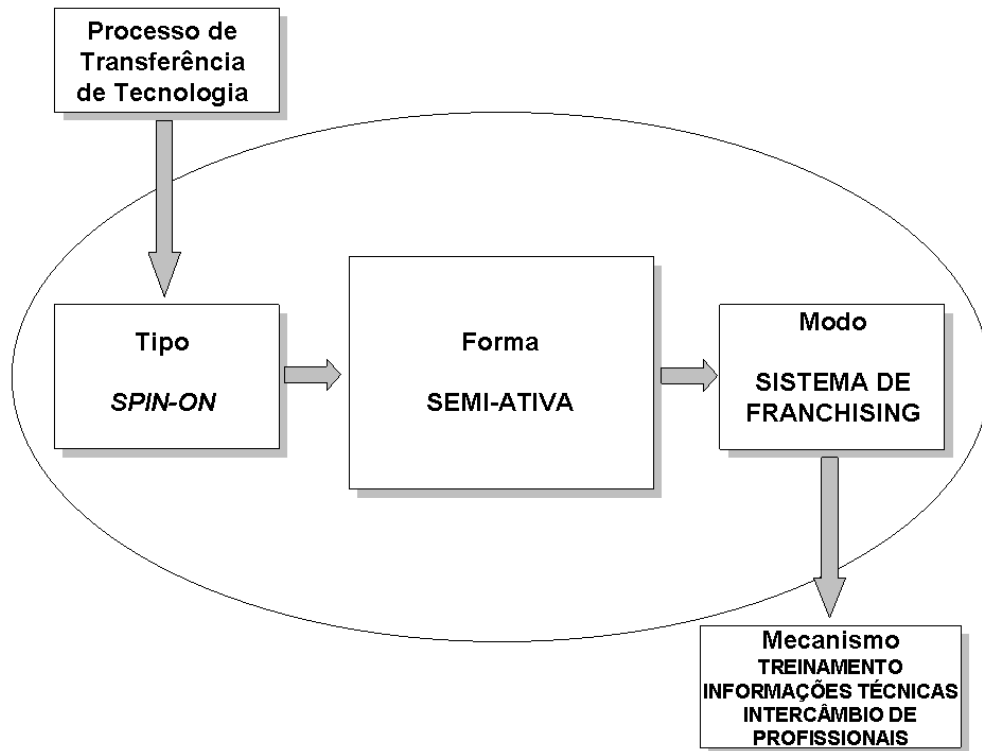 Processo de
Transferência
de Tecnologia
Tipo
SPIN-ON
Forma
SEMI-ATIVA
Modo
SISTEMA DE
FRANCHISING
Mecanismo
TREINAMENTO
INFORMAÇÕES TÉCNICAS
INTERCÂMBIO DE
PROFISSIONAIS